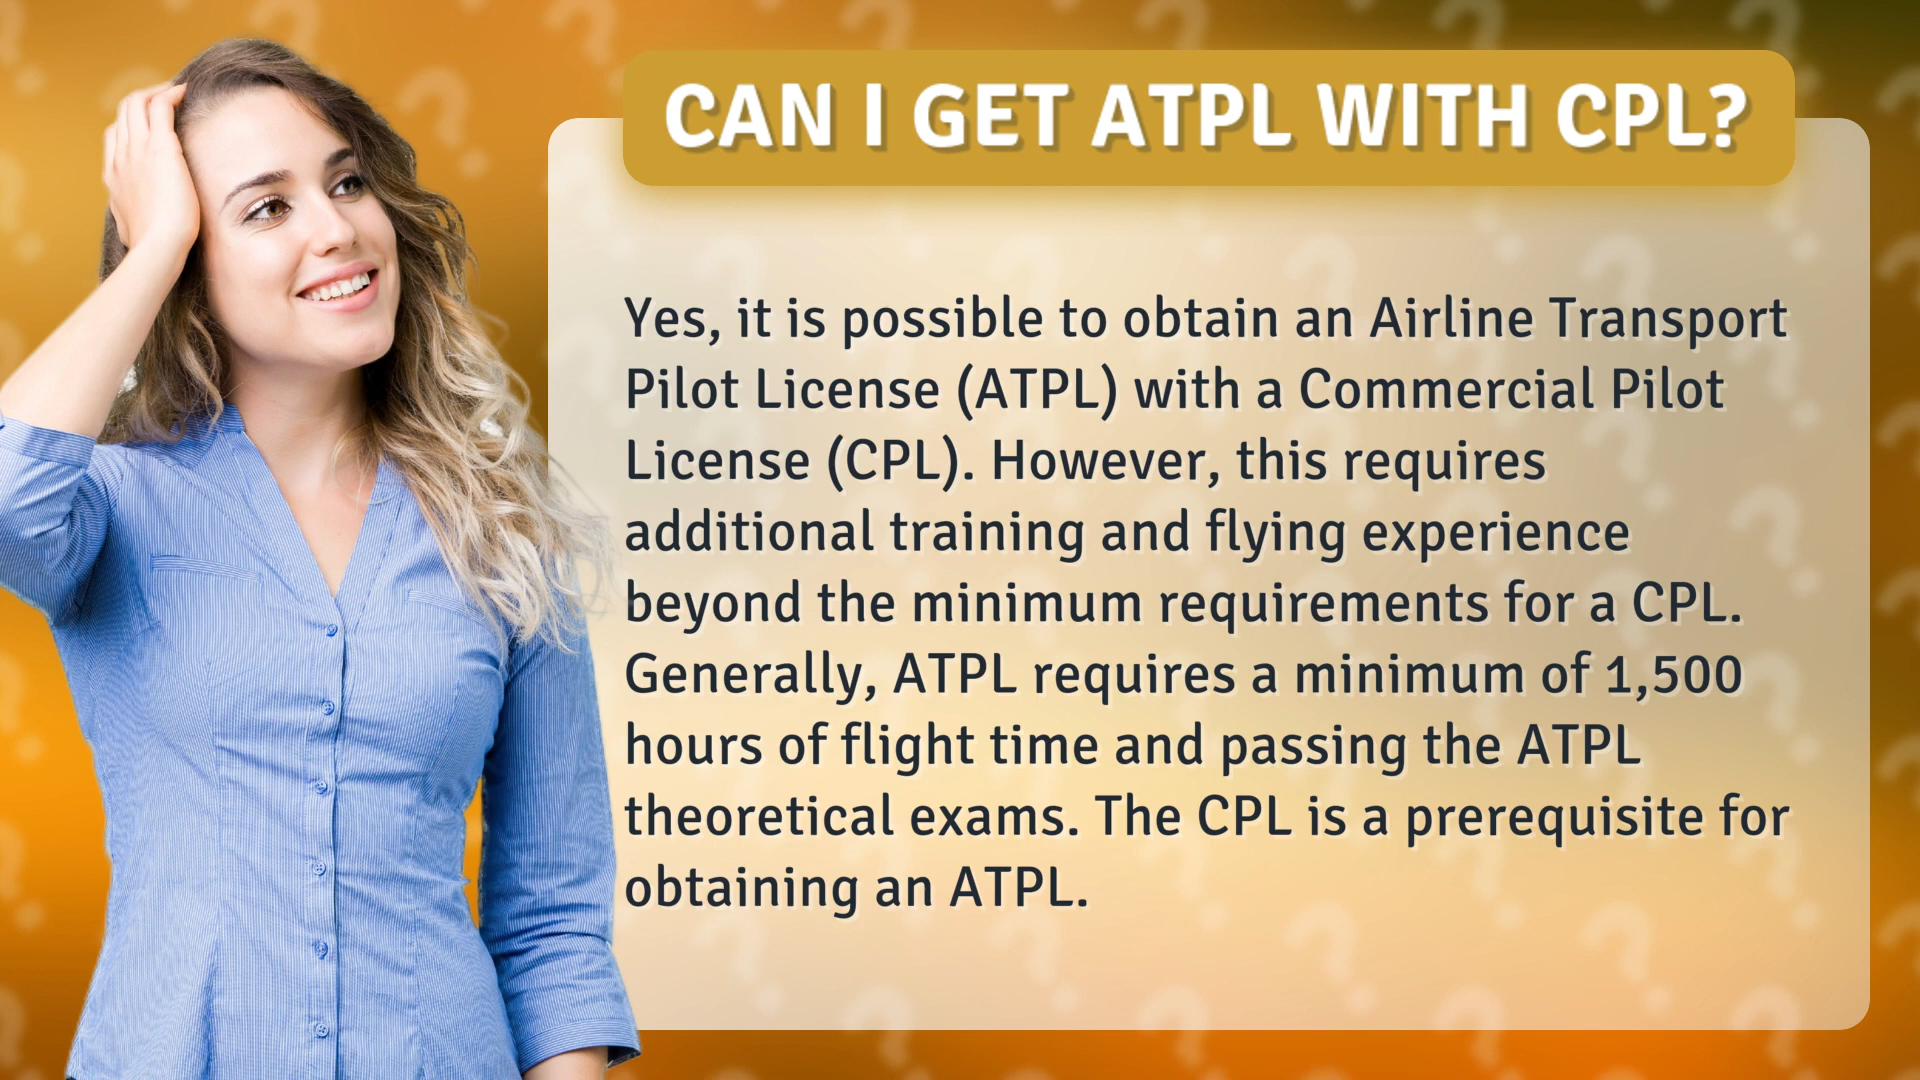 CAN I GET ATPL WITH CPL?
Yes, it is possible to obtain an Airline Transport
Pilot License (ATPL) with a Commercial Pilot
License (CPL). However, this requires
additional training and flying experience
beyond the minimum requirements for a CPL.
Generally, ATPL requires a minimum of 1,500
hours of flight time and passing the ATPL
theoretical exams. The CPL is a prerequisite for
obtaining an ATPL.